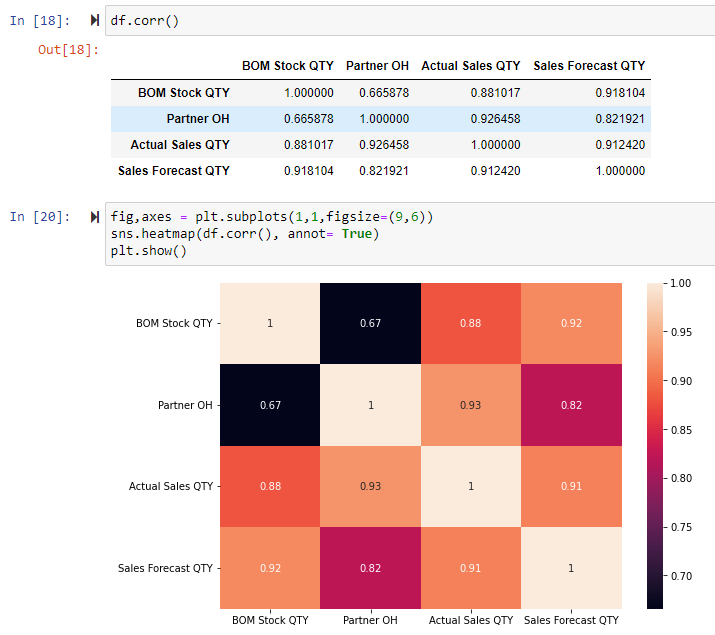 In [18]: df.corr()
Out[18]:
BOM Stock QTY Partner OH Actual Sales QTY Sales Forecast QTY
BOM Stock QTY 1.000000 0.665878 0.881017 0.918104
Partner OH 0.665878 1.000000 0.926458 0.821921
Actual Sales QTY 0.881017 0.926458 1.000000 0.912420
Sales Forecast QTY 0.918104 0.821921 0.912420 1.000000
In [20]: fig,axes = plt.subplots(1,1,figsize=(9,6))
sns.heatmap(df.corr(), annot= True)
plt.show()
1.00
BOM Stock QTY 1 0.67 0.88 0.92
0.95
0.90
Partner OH 0.67 1 0.93 0.82
0.85
0.80
Actual Sales QTY 0.88 0.93 1 0.91
0.75
Sales Forecast QTY 0.92 0.82 0.91 1
0.70
BOM Stock QTY Partner OH Actual Sales QTY Sales Forecast QTY